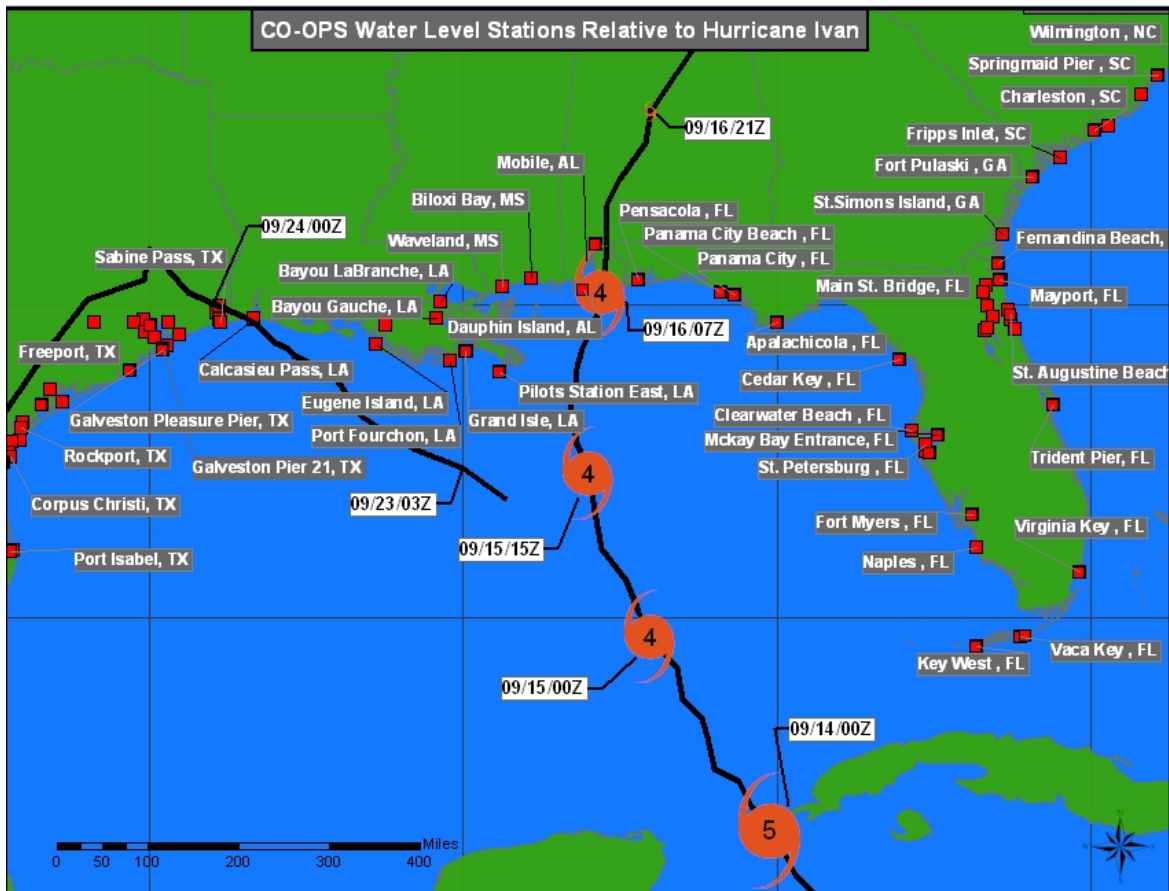 CO-OPS Water Level Stations Relative to Hurricane Ivan
Wilmington , NC
Springmaid Pier , SC
Charleston , SC
09/16/21Z
Fripps Inlet, SC
Mobile, AL
Fort Pulaski , GA
Biloxi Bay, MS
Pensacola , FL
St.Simons Island, GA
09/24/00Z
Waveland, MS
Panama City Beach , FL
Fernandina Beach,
Sabine Pass, TX
Panama City , FL
Bayou LaBranche, LA
Main St. Bridge, FL
4
Mayport, FL
Bayou Gauche, LA
Dauphin Island, AL
09/16/07Z
Apalachicola , FL
Freeport, TX
Calcasieu Pass, LA
Cedar Key , FL
St. Augustine Beach
Pilots Station East, LA
Eugene Island, LA
Galveston Pleasure Pier, TX
Grand Isle, LA
Clearwater Beach , FL
Port Fourchon, LA
Mckay Bay Entrance, FL
Rockport, TX
Trident Pier, FL
Galveston Pier 21, TX
St. Petersburg , FL
4
Corpus Christi, TX
09/23/03Z
Fort Myers , FL
Virginia Key , FL
09/15/15Z
Port Isabel, TX
Naples , FL
4
Vaca Key , FL
Key West , FL
09/15/00Z
09/14/00Z
5
Miles
0 50 100 200 300 400
N
W E
S